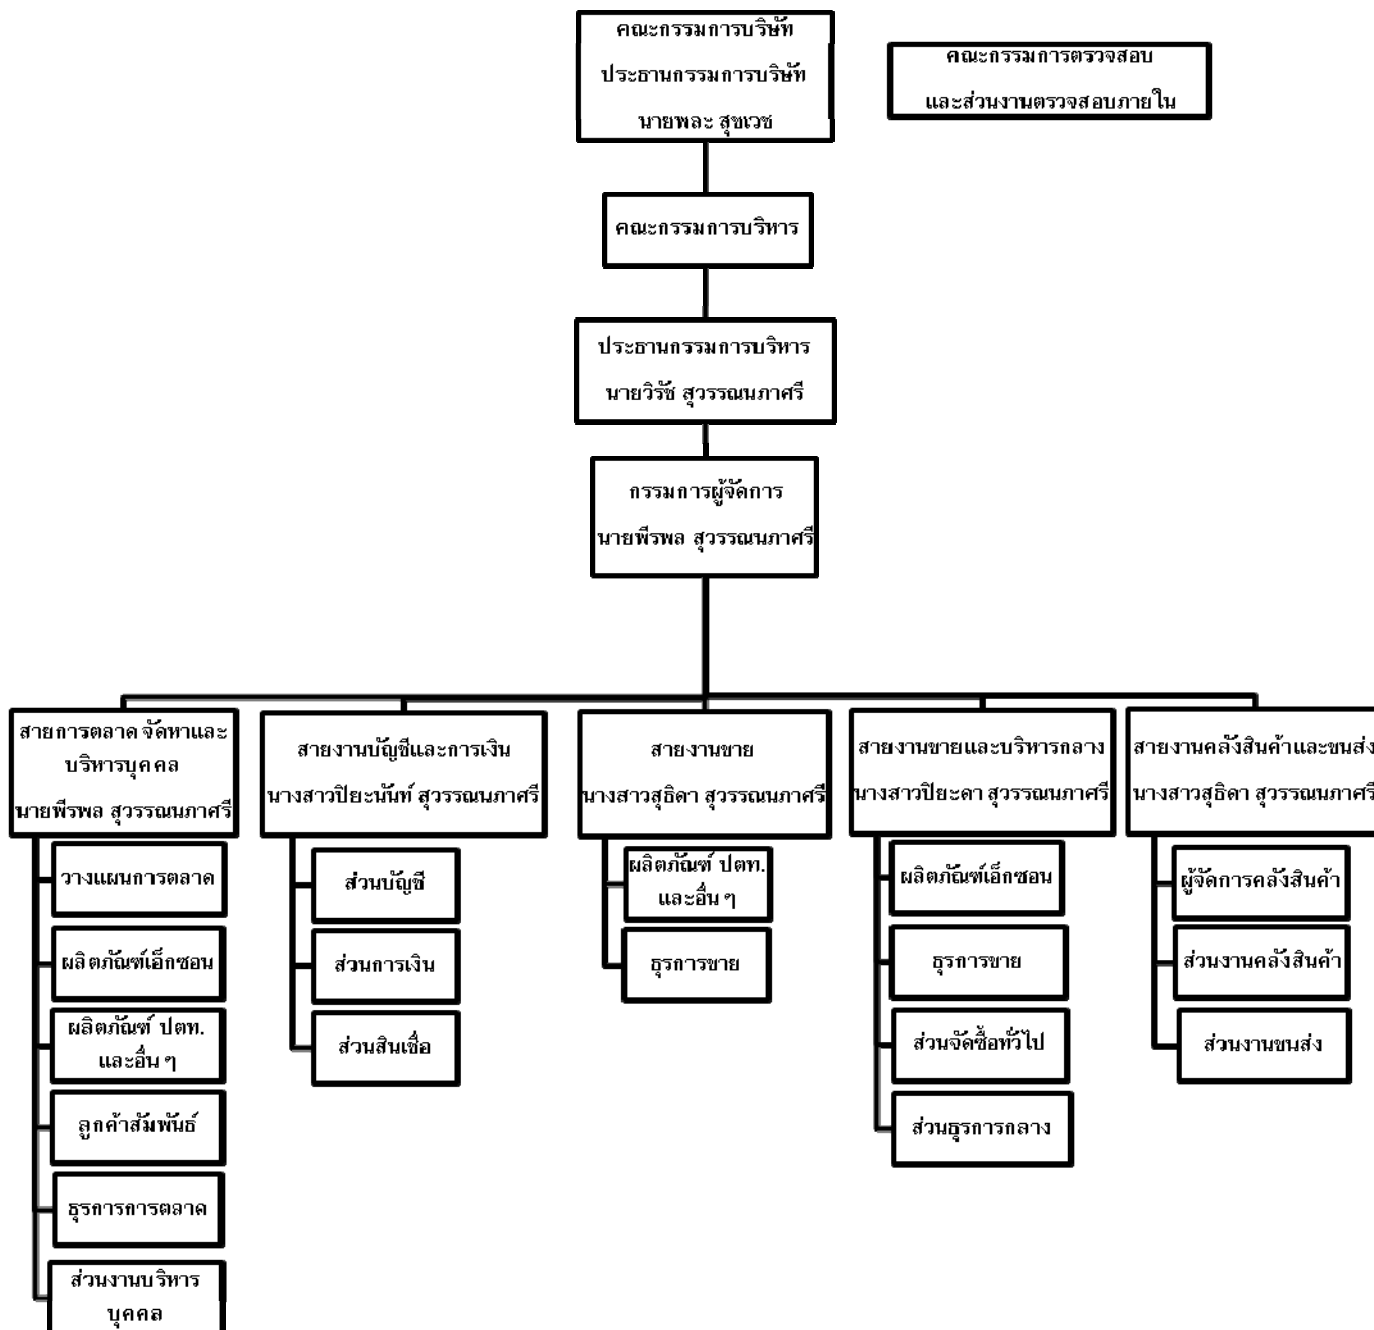 คณะกรรมการบริษัท
ประธานกรรมการบริษัท
นายพละ สุขเวช
คณะกรรมการตรวจสอบ
และส่วนงานตรวจสอบภายใน
คณะกรรมการบริหาร
ประธานกรรมการบริหาร
นายวิรัช สุวรรณนภาศรี
กรรมการผู้จัดการ
นายพีรพล สุวรรณนภาศรี
สายการตลาด จัดหาและ
บริหารบุคคล
นายพีรพล สุวรรณนภาศรี
วางแผนการตลาด
ผลิตภัณฑ์เอ็กซอน
ผลิตภัณฑ์ ปตท.
และอื่น ๆ
ลูกค้าสัมพันธ์
ธุรการการตลาด
ส่วนงานบริหาร
บุคคล
สายงานบัญชีและการเงิน
นางสาวปิยะนันท์ สุวรรณนภาศรี
ส่วนบัญชี
ส่วนการเงิน
ส่วนสินเชื่อ
สายงานขาย
นางสาวสุธิดา สุวรรณนภาศรี
ผลิตภัณฑ์ ปตท.
และอื่น ๆ
ธุรการขาย
สายงานขายและบริหารกลาง
นางสาวปิยะดา สุวรรณนภาศรี
ผลิตภัณฑ์เอ็กซอน
ธุรการขาย
ส่วนจัดซื้อทั่วไป
ส่วนธุรการกลาง
สายงานคลังสินค้าและขนส่ง
นางสาวสุธิดา สุวรรณนภาศรี
ผู้จัดการคลังสินค้า
ส่วนงานคลังสินค้า
ส่วนงานขนส่ง